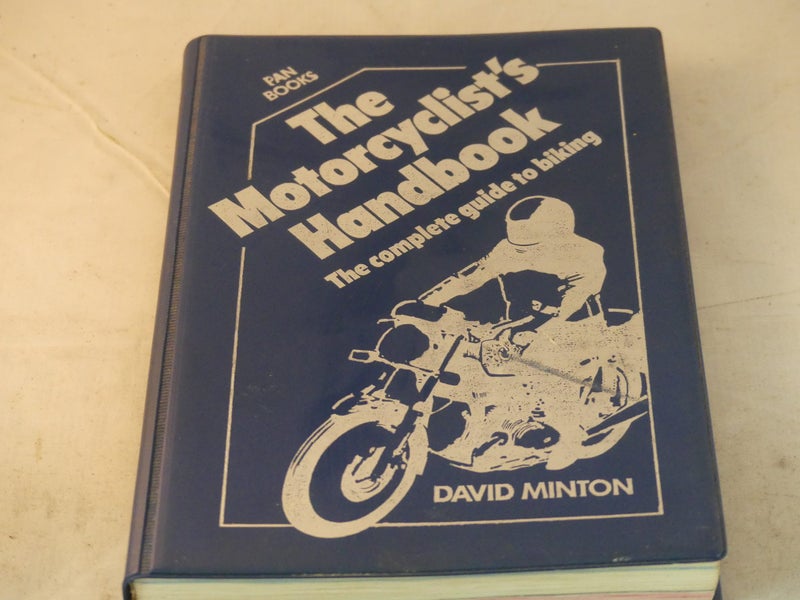 PAN
BOOKS
The
Motorcyclist's
Handbook
The complete guide to biking
DAVID MINTON